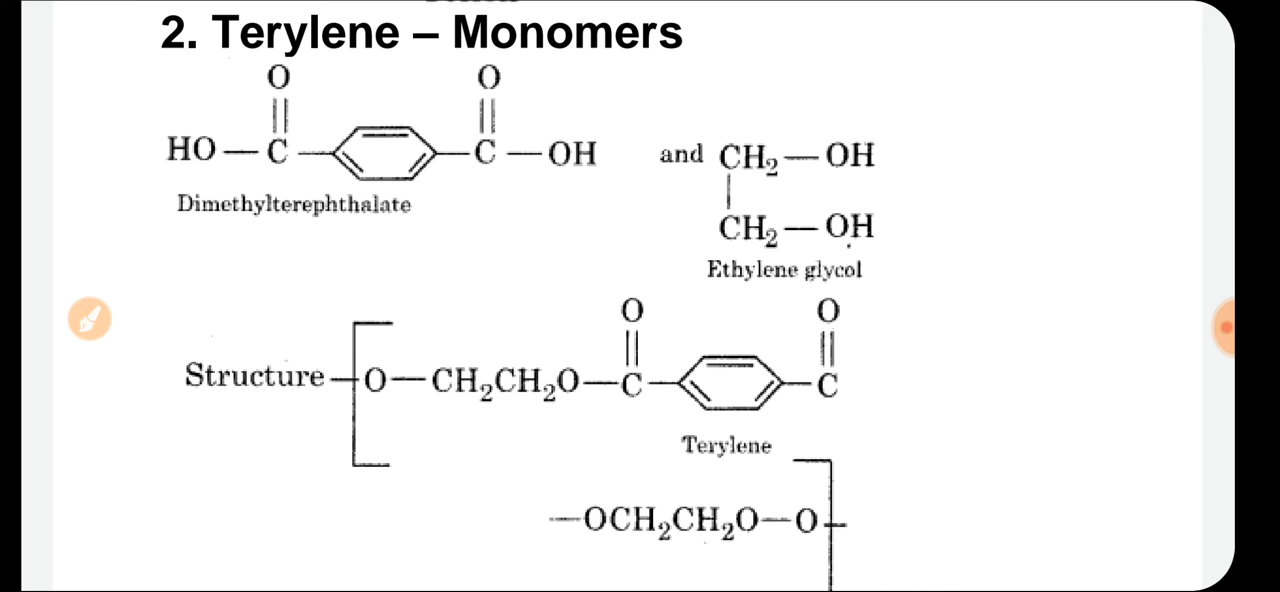 2. Terylene – Monomers
O O
HO — C — C — OH and CH₂ — OH
Dimethylterephthalate
CH₂ — OH
Ethylene glycol
O O
Structure — O — CH₂CH₂O — C — C
Terylene
— OCH₂CH₂O — O —